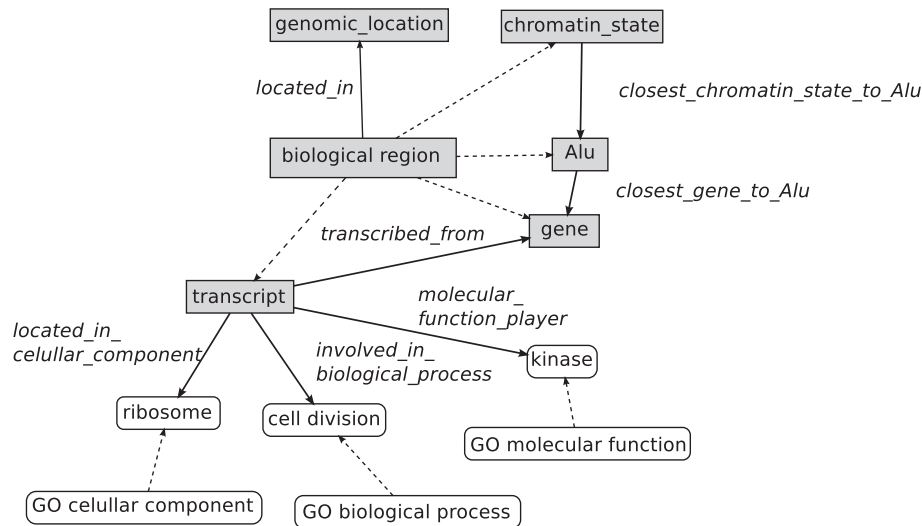 genomic_location
chromatin_state
located_in
closest_chromatin_state_to_Alu
biological region
Alu
closest_gene_to_Alu
transcribed_from
gene
transcript
molecular_
function_player
located_in_
celullar_component
involved_in_
biological_process
kinase
ribosome
cell division
GO molecular function
GO celullar component
GO biological process